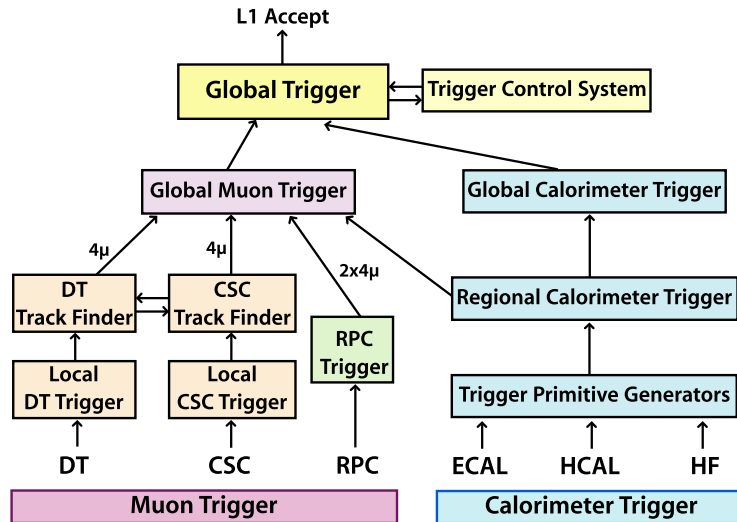 L1 Accept
Global Trigger
Trigger Control System
Global Muon Trigger
Global Calorimeter Trigger
4μ
4μ
2x4μ
DT
Track Finder
CSC
Track Finder
Regional Calorimeter Trigger
RPC
Trigger
Local
DT Trigger
Local
CSC Trigger
Trigger Primitive Generators
DT
CSC
RPC
ECAL
HCAL
HF
Muon Trigger
Calorimeter Trigger